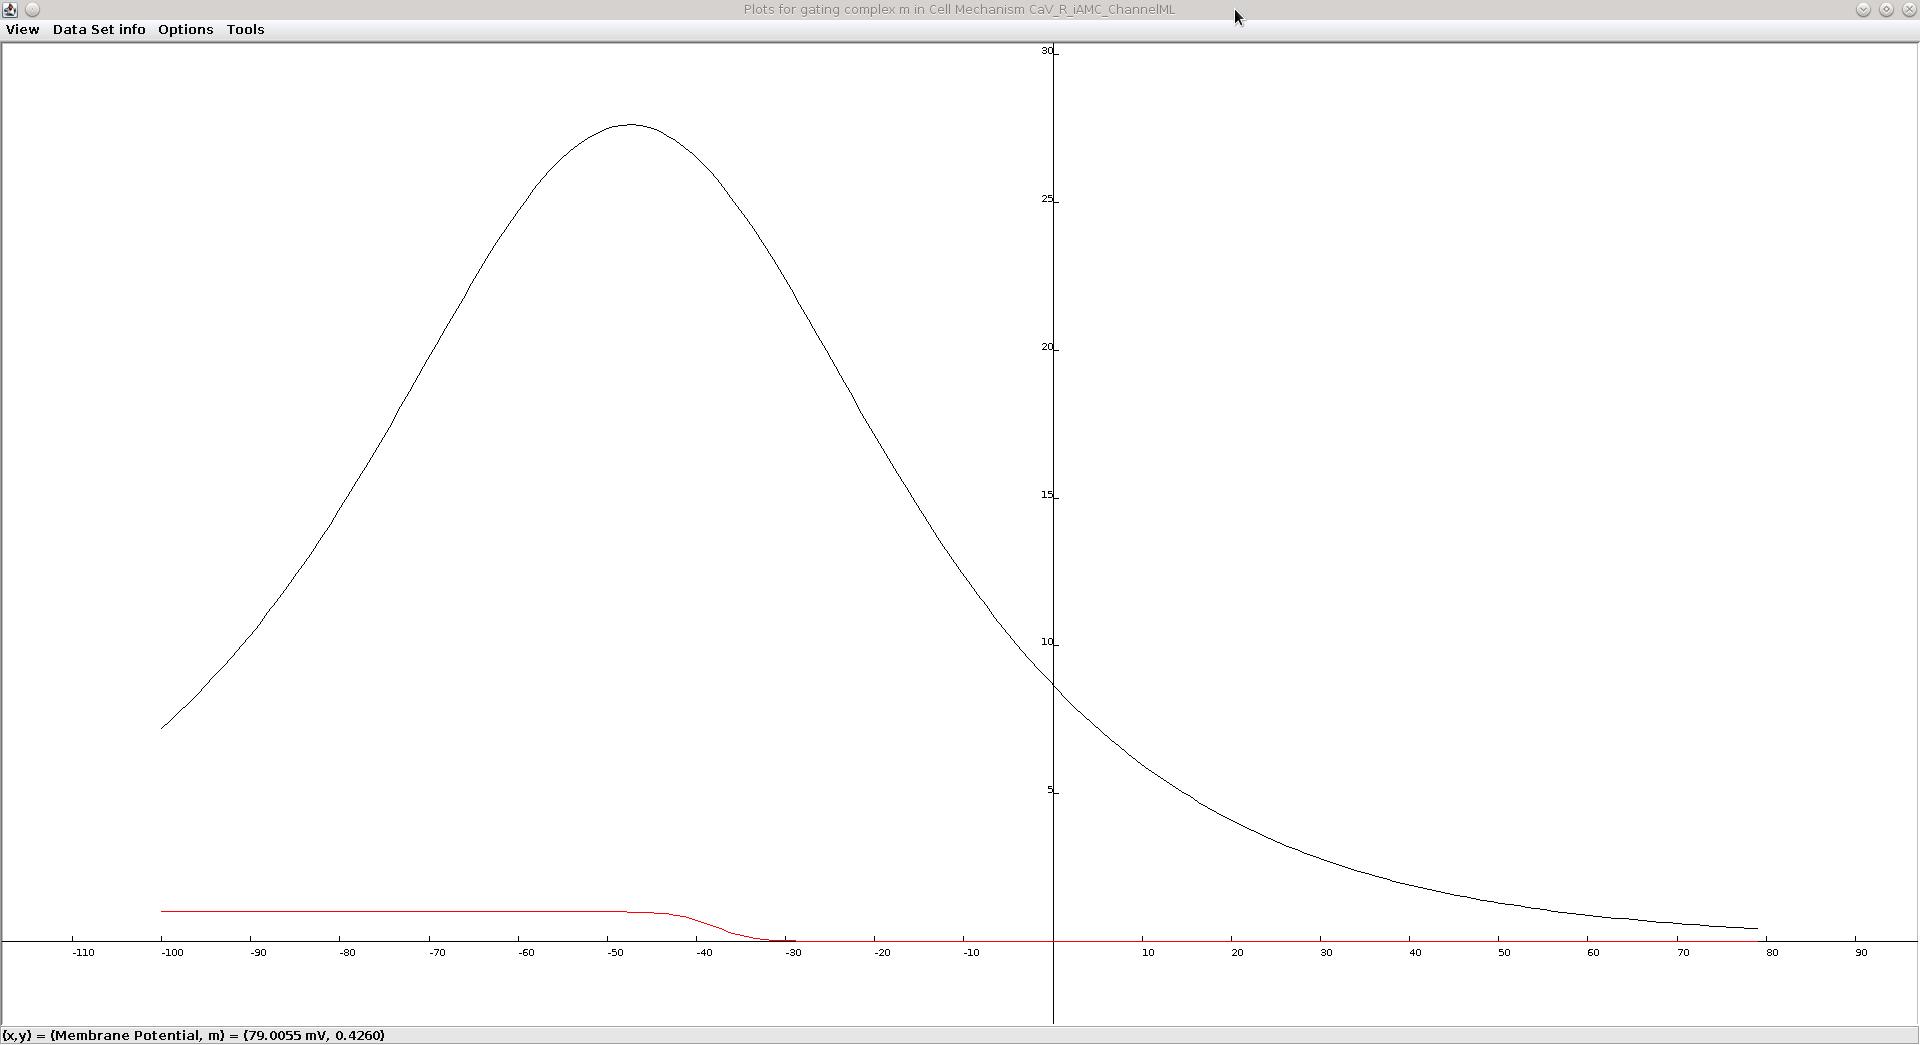 Plots for gating complex m in Cell Mechanism CaV_R_iAMC_ChannelML
View Data Set info Options Tools
30
25
20
15
10
5
-110 -100 -90 -80 -70 -60 -50 -40 -30 -20 -10 10 20 30 40 50 60 70 80 90
(x,y) = (Membrane Potential, m) = (79.0055 mV, 0.4260)